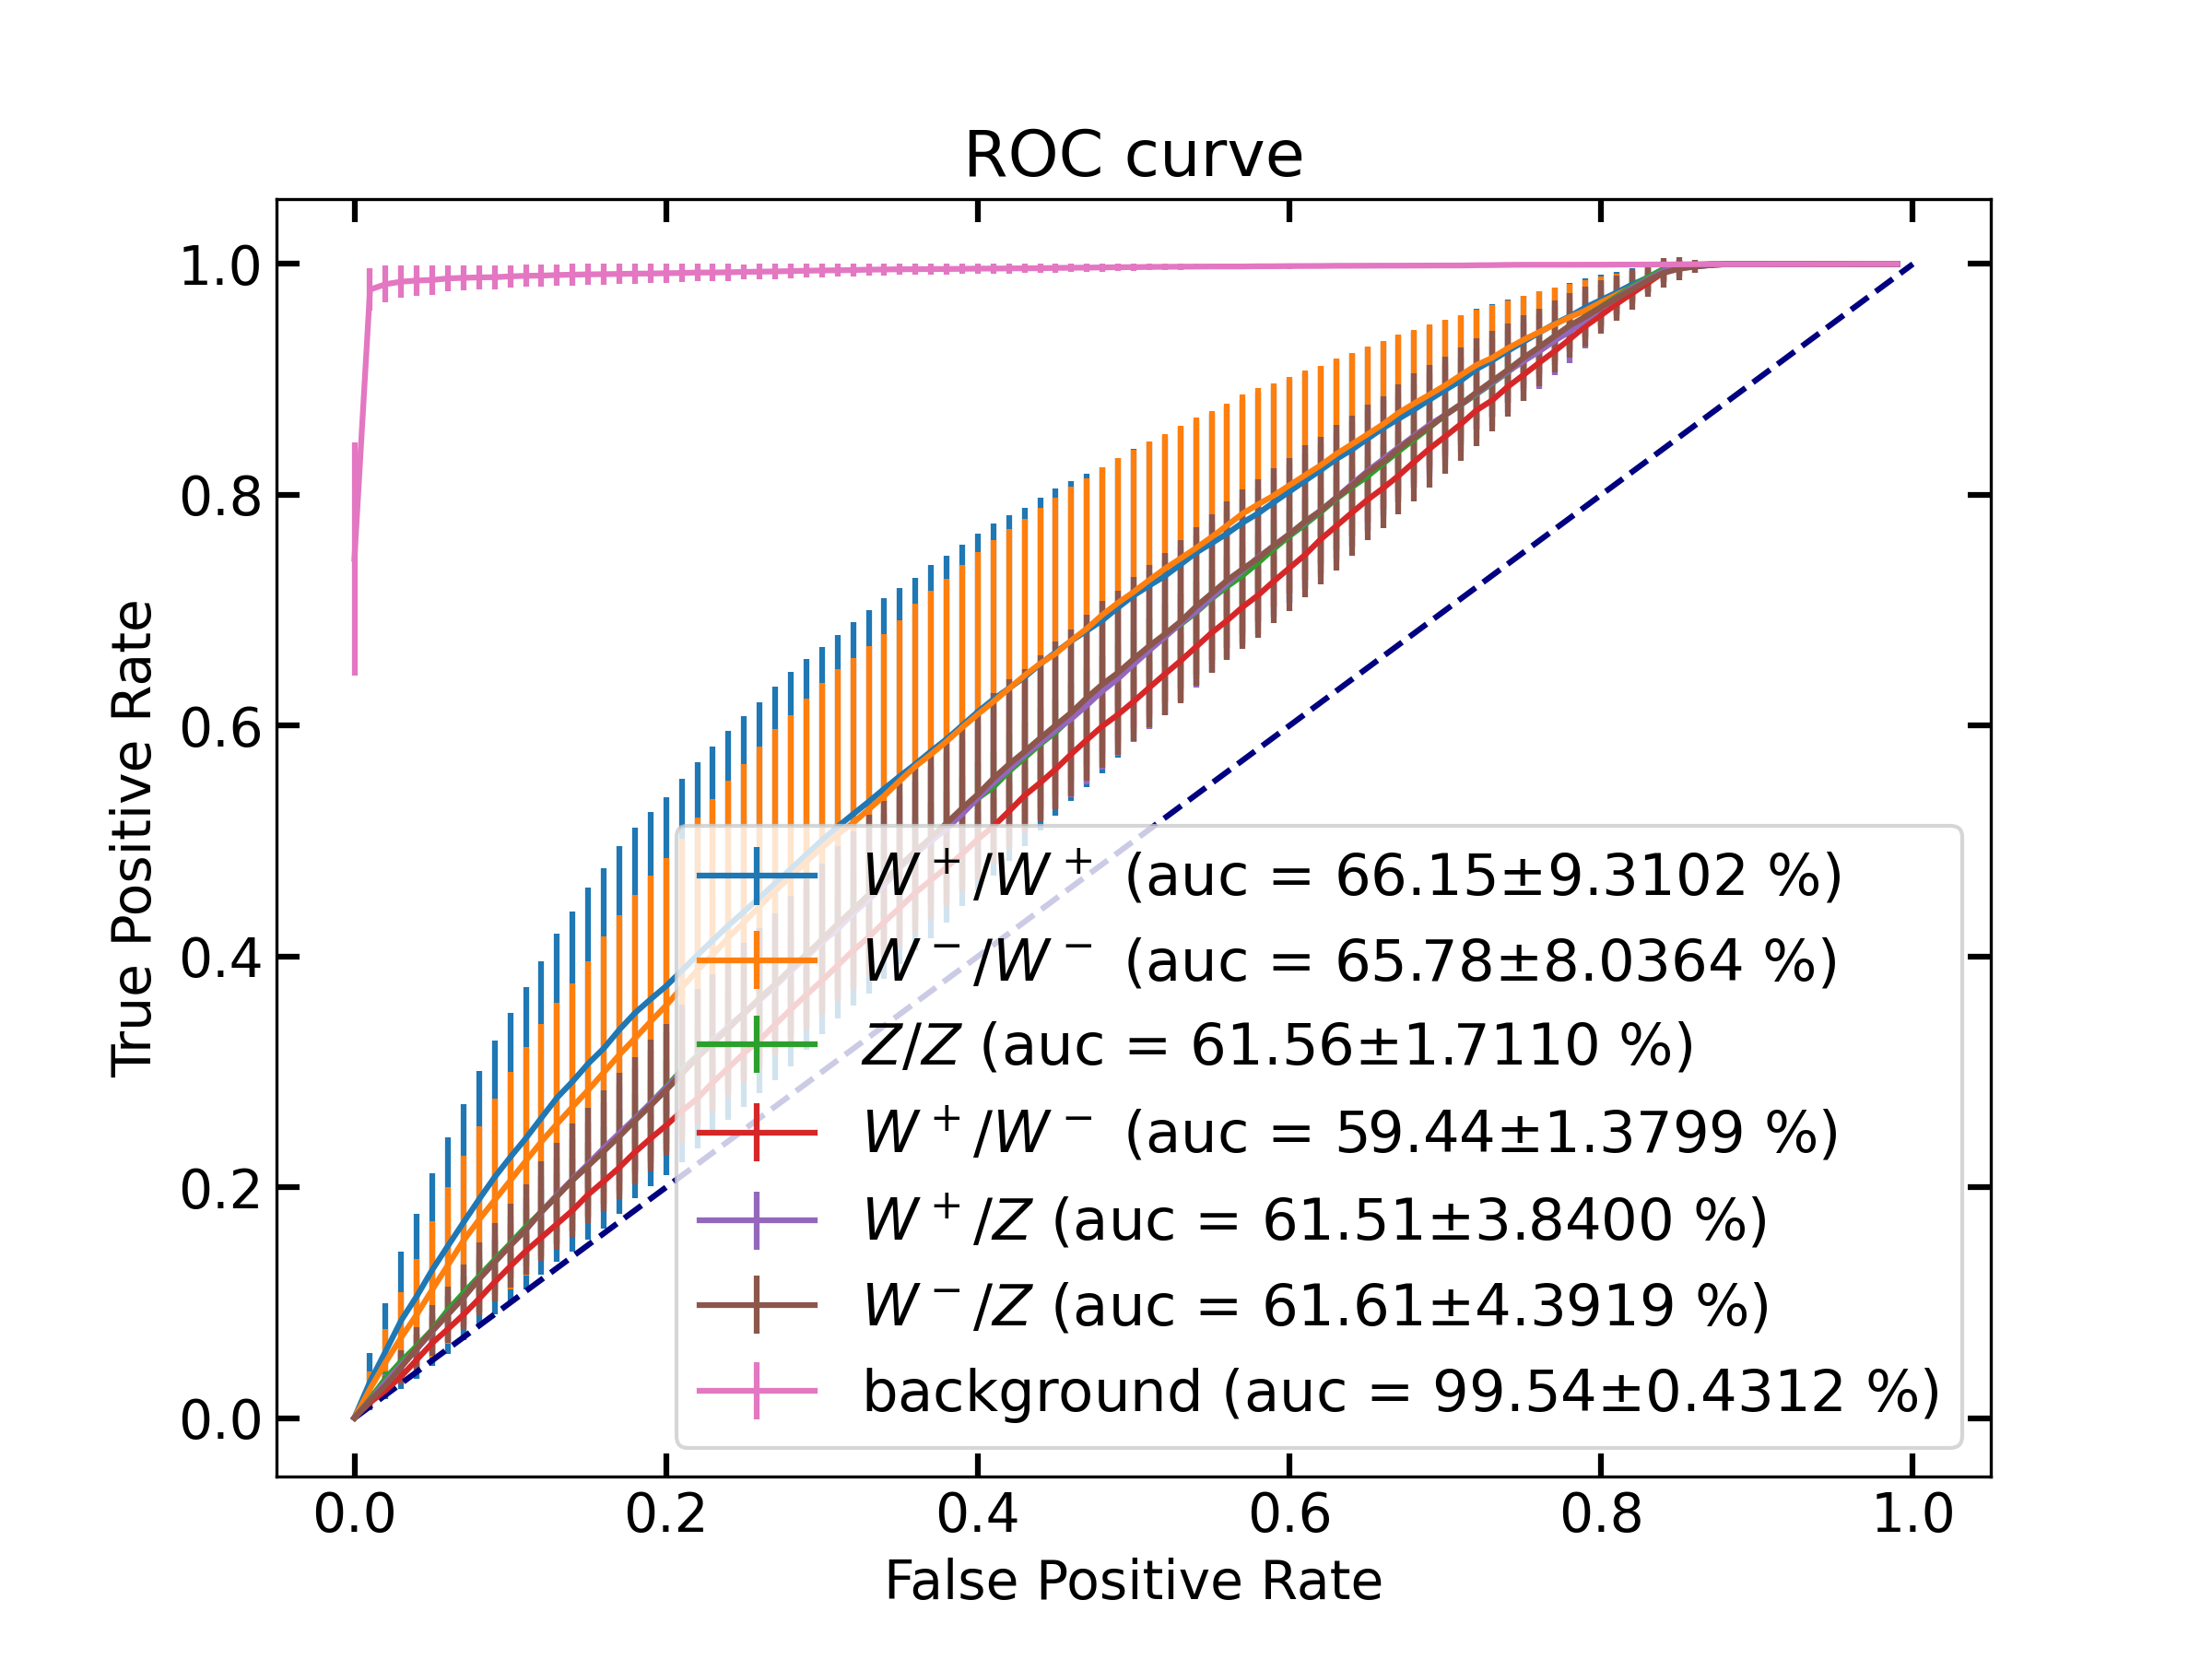 ROC curve
True Positive Rate
1.0
0.8
0.6
0.4
0.2
0.0
W⁺/W⁺ (auc = 66.15±9.3102 %)
W⁻/W⁻ (auc = 65.78±8.0364 %)
Z/Z (auc = 61.56±1.7110 %)
W⁺/W⁻ (auc = 59.44±1.3799 %)
W⁺/Z (auc = 61.51±3.8400 %)
W⁻/Z (auc = 61.61±4.3919 %)
background (auc = 99.54±0.4312 %)
0.0 0.2 0.4 0.6 0.8 1.0
False Positive Rate